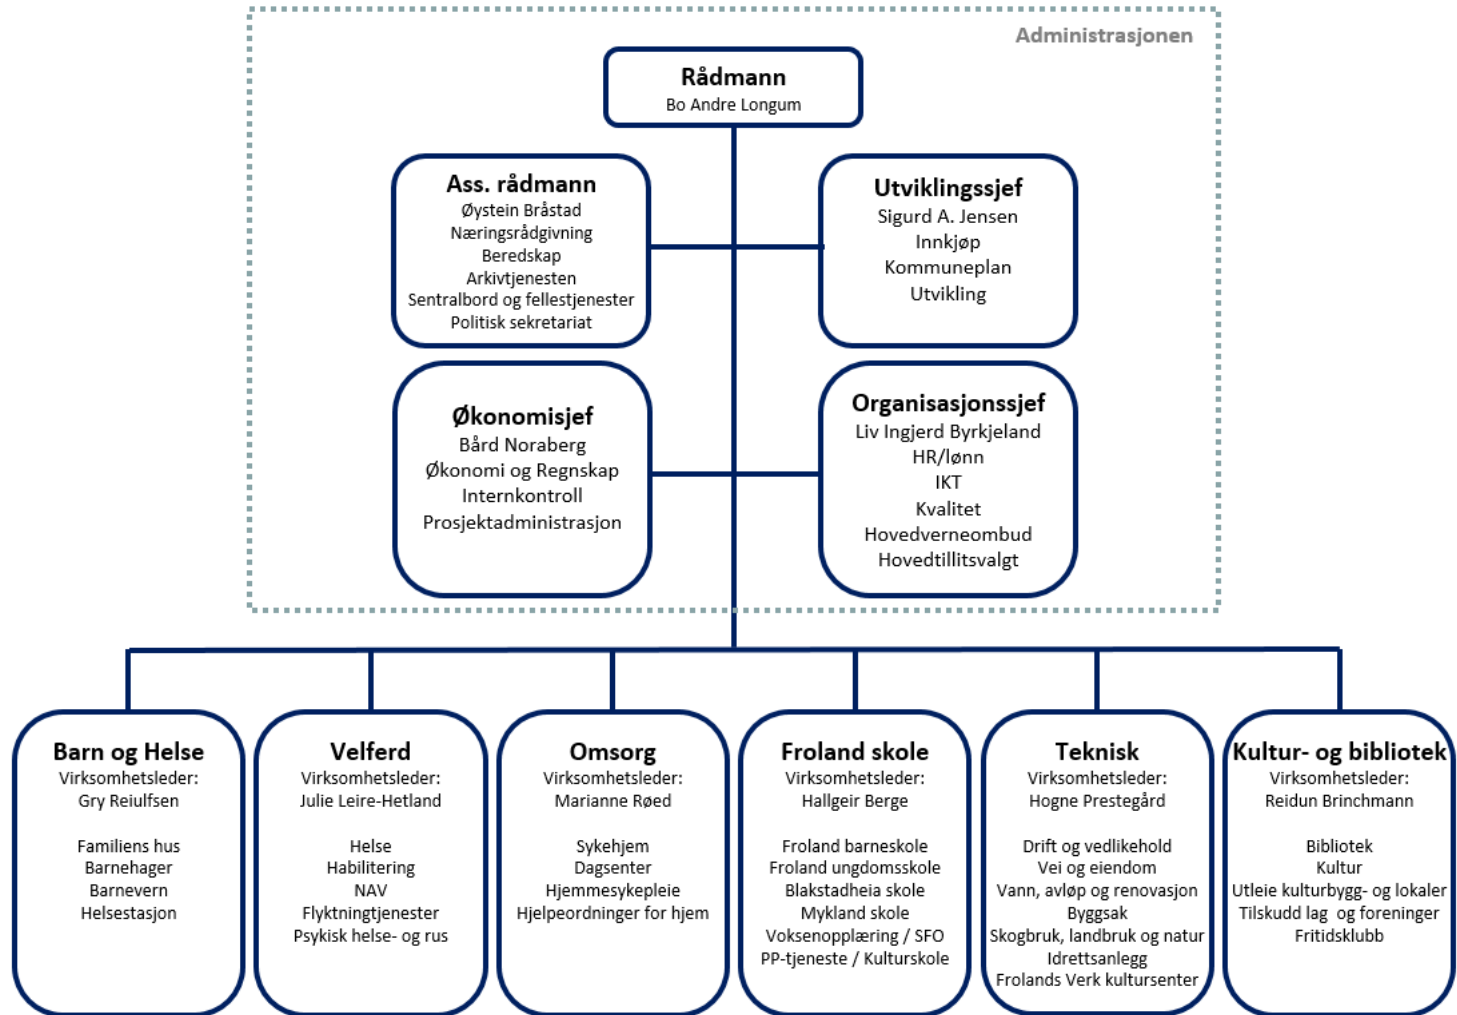 Administrasjonen
Rådmann
Bo Andre Longum
Ass. rådmann
Øystein Bråstad
Næringsrådgivning
Beredskap
Arkivtjenesten
Sentralbord og fellestjenester
Politisk sekretariat
Utviklingssjef
Sigurd A. Jensen
Innkjøp
Kommuneplan
Utvikling
Økonomisjef
Bård Noraberg
Økonomi og Regnskap
Internkontroll
Prosjektadministrasjon
Organisasjonssjef
Liv Ingjerd Byrkjeland
HR/lønn
IKT
Kvalitet
Hovedverneombud
Hovedtillitsvalgt
Barn og Helse
Virksomhetsleder:
Gry Reiulfsen
Familiens hus
Barnehager
Barnevern
Helsestasjon
Velferd
Virksomhetsleder:
Julie Leire-Hetland
Helse
Habilitering
NAV
Flyktningtjenester
Psykisk helse- og rus
Omsorg
Virksomhetsleder:
Marianne Røed
Sykehjem
Dagsenter
Hjemmesykepleie
Hjelpeordninger for hjem
Froland skole
Virksomhetsleder:
Hallgeir Berge
Froland barneskole
Froland ungdomsskole
Blakstadheia skole
Mykland skole
Voksenopplæring / SFO
PP-tjeneste / Kulturskole
Teknisk
Virksomhetsleder:
Hogne Prestegård
Drift og vedlikehold
Vei og eiendom
Vann, avløp og renovasjon
Byggsak
Skogbruk, landbruk og natur
Idrettsanlegg
Frolands Verk kultursenter
Kultur- og bibliotek
Virksomhetsleder:
Reidun Brinchmann
Bibliotek
Kultur
Utleie kulturbygg- og lokaler
Tilskudd lag og foreninger
Fritidsklubb